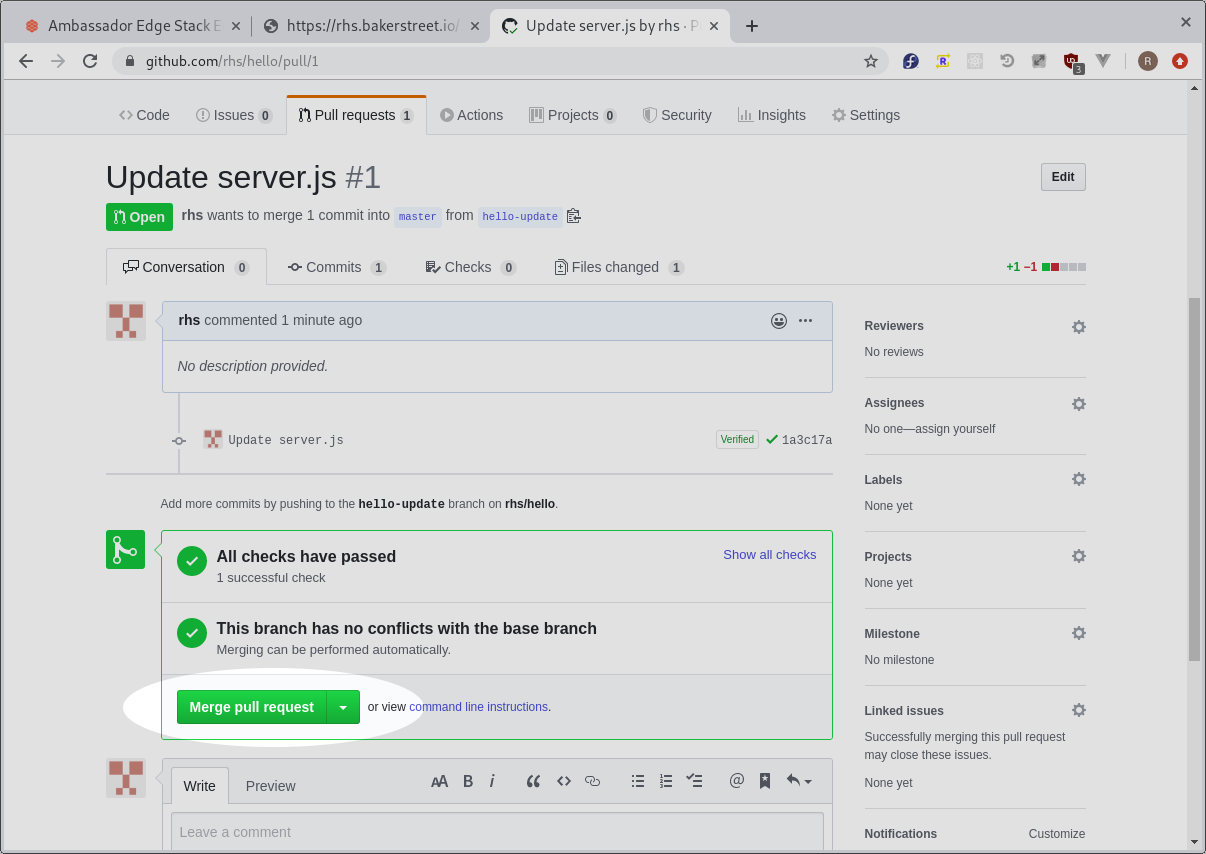 Ambassador Edge Stack E
https://rhs.bakerstreet.io/
Update server.js by rhs · P
github.com/rhs/hello/pull/1
3
R
Code
Issues 0
Pull requests 1
Actions
Projects 0
Security
Insights
Settings
Update server.js #1
Edit
Open
rhs wants to merge 1 commit into master from hello-update
Conversation 0
Commits 1
Checks 0
Files changed 1
+1 −1
rhs commented 1 minute ago
No description provided.
Update server.js
Verified
1a3c17a
Add more commits by pushing to the hello-update branch on rhs/hello.
All checks have passed
1 successful check
Show all checks
This branch has no conflicts with the base branch
Merging can be performed automatically.
Merge pull request
or view command line instructions.
Write
Preview
AA B i
@
Leave a comment
Reviewers
No reviews
Assignees
No one—assign yourself
Labels
None yet
Projects
None yet
Milestone
No milestone
Linked issues
Successfully merging this pull request
may close these issues.
None yet
Notifications
Customize